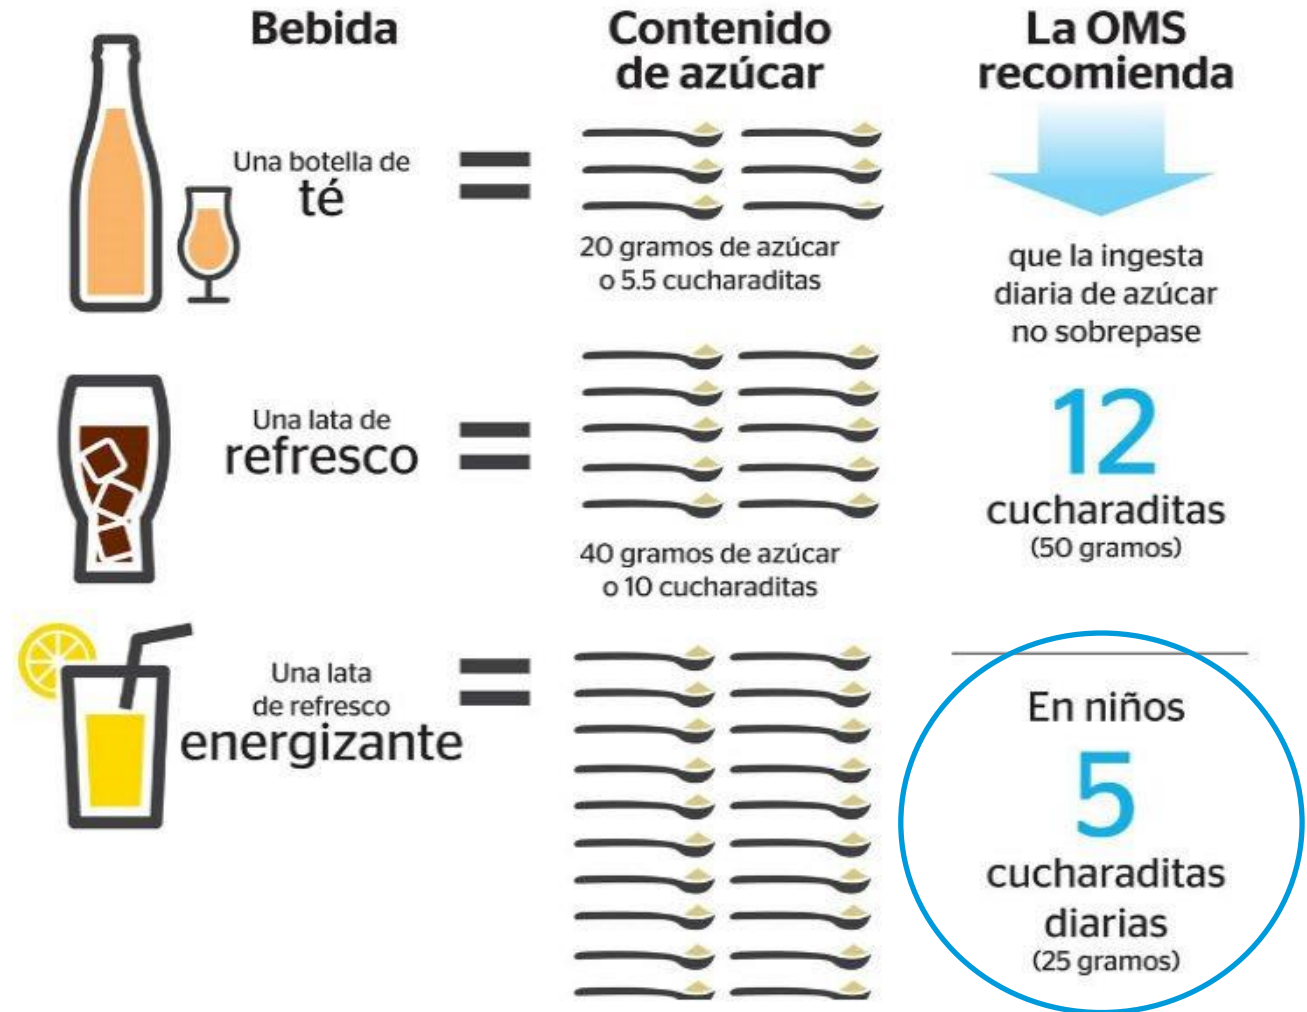 Bebida
Una botella de
té
Una lata de
refresco
Una lata
de refresco
energizante
Contenido
de azúcar
20 gramos de azúcar
o 5.5 cucharaditas
40 gramos de azúcar
o 10 cucharaditas
La OMS
recomienda
que la ingesta
diaria de azúcar
no sobrepase
12
cucharaditas
(50 gramos)
En niños
5
cucharaditas
diarias
(25 gramos)